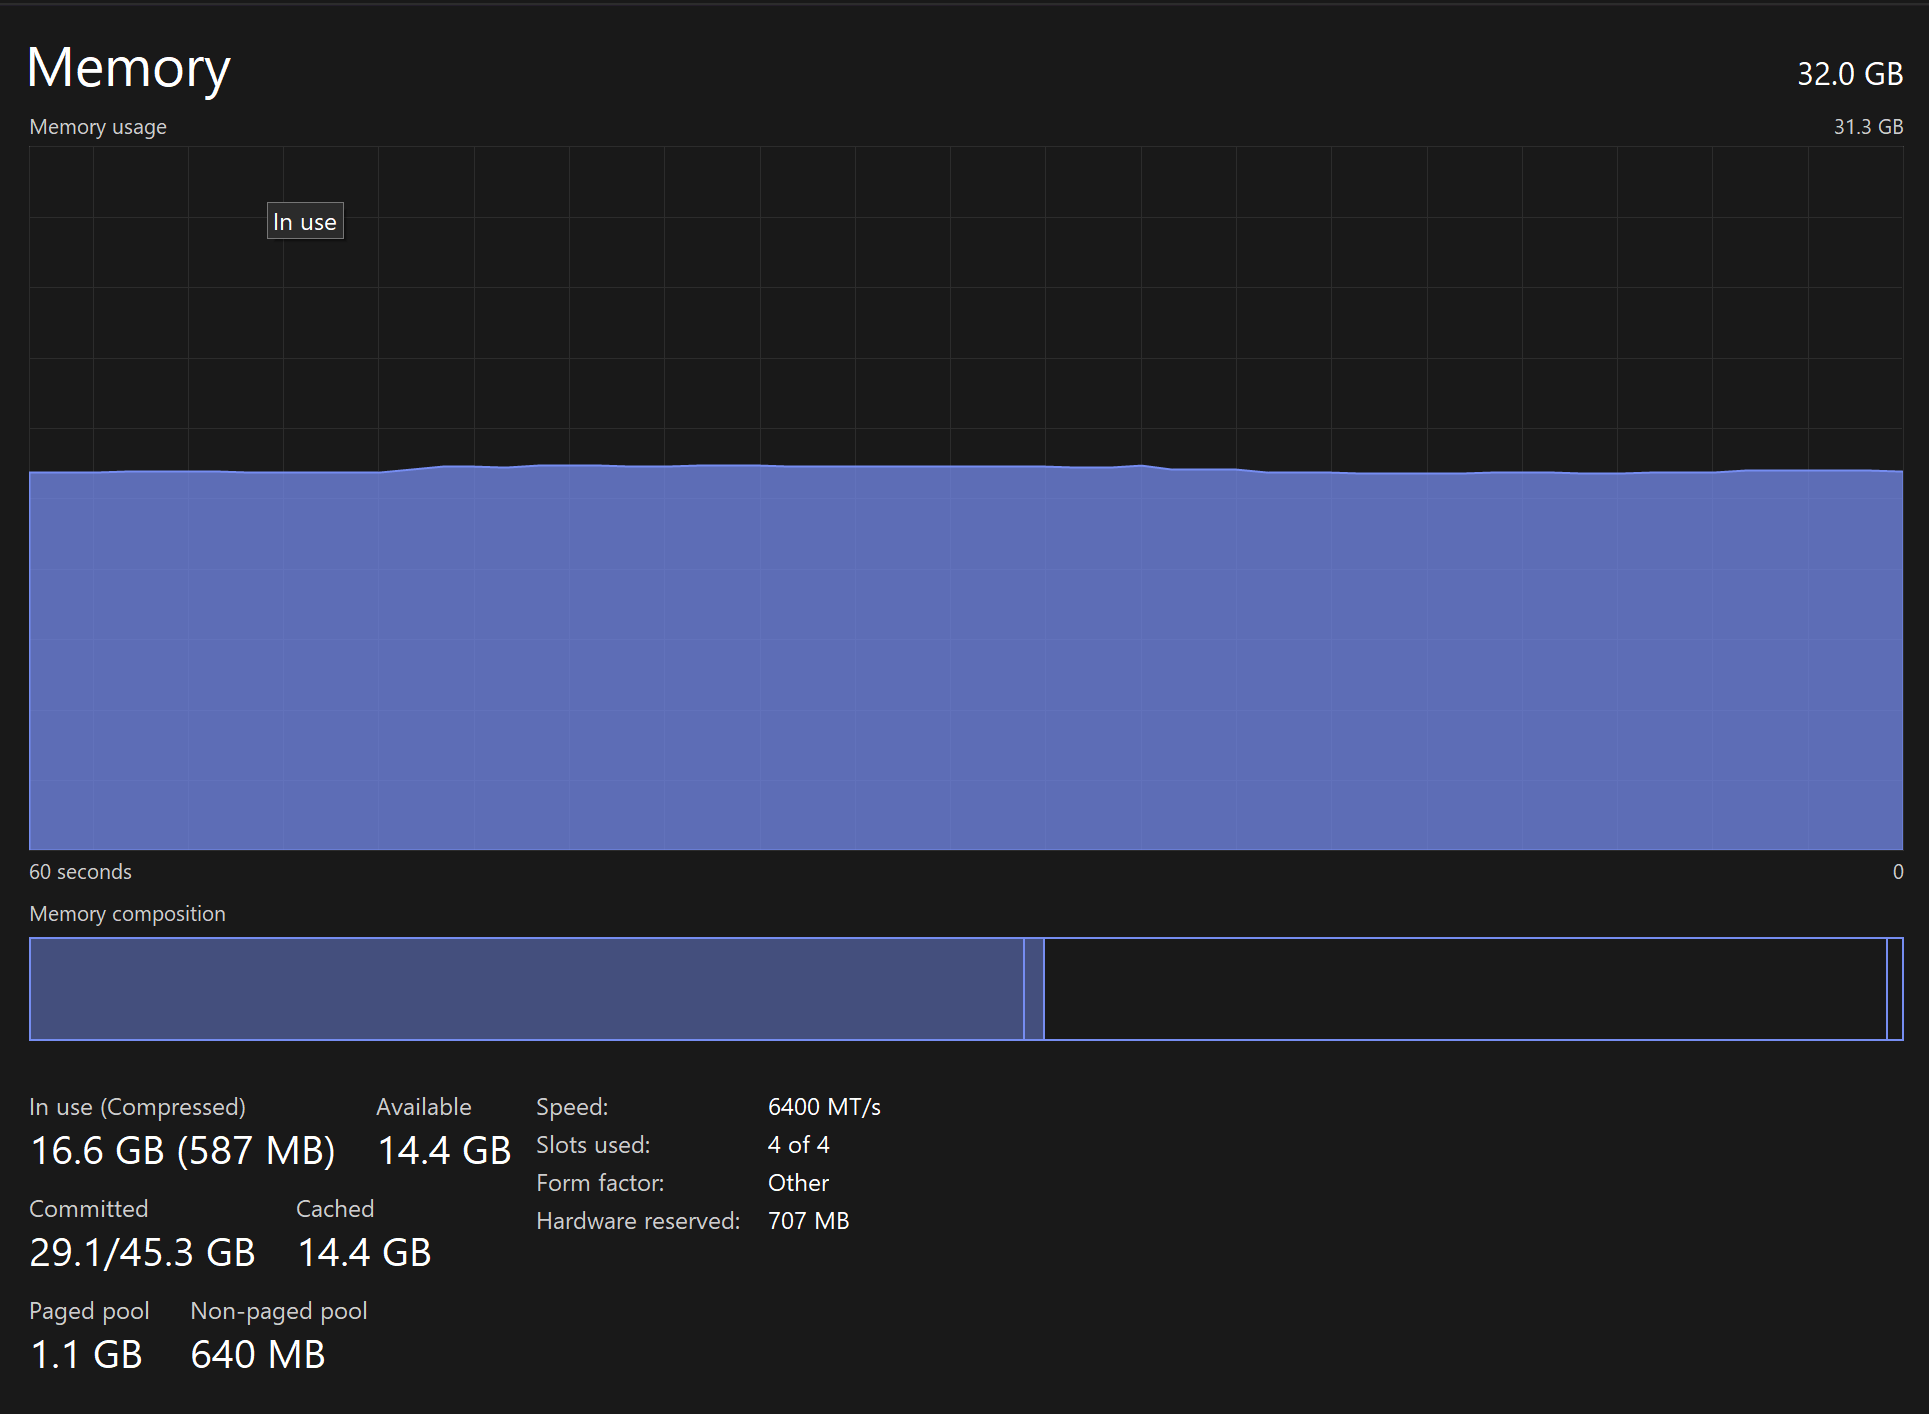 Memory
32.0 GB
Memory usage
31.3 GB
In use
60 seconds
0
Memory composition
In use (Compressed)
16.6 GB (587 MB)
Available
14.4 GB
Committed
29.1/45.3 GB
Cached
14.4 GB
Paged pool
1.1 GB
Non-paged pool
640 MB
Speed: 6400 MT/s
Slots used: 4 of 4
Form factor: Other
Hardware reserved: 707 MB